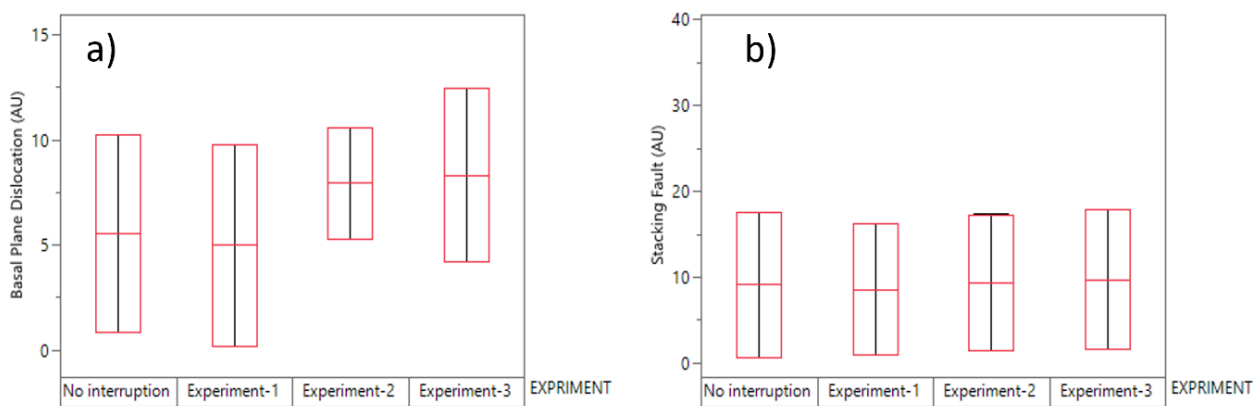 a)
Basal Plane Dislocation (AU)
15
10
5
0
No interruption Experiment-1 Experiment-2 Experiment-3 EXPRIMENT
b)
Stacking Fault (AU)
40
30
20
10
0
No interruption Experiment-1 Experiment-2 Experiment-3 EXPRIMENT